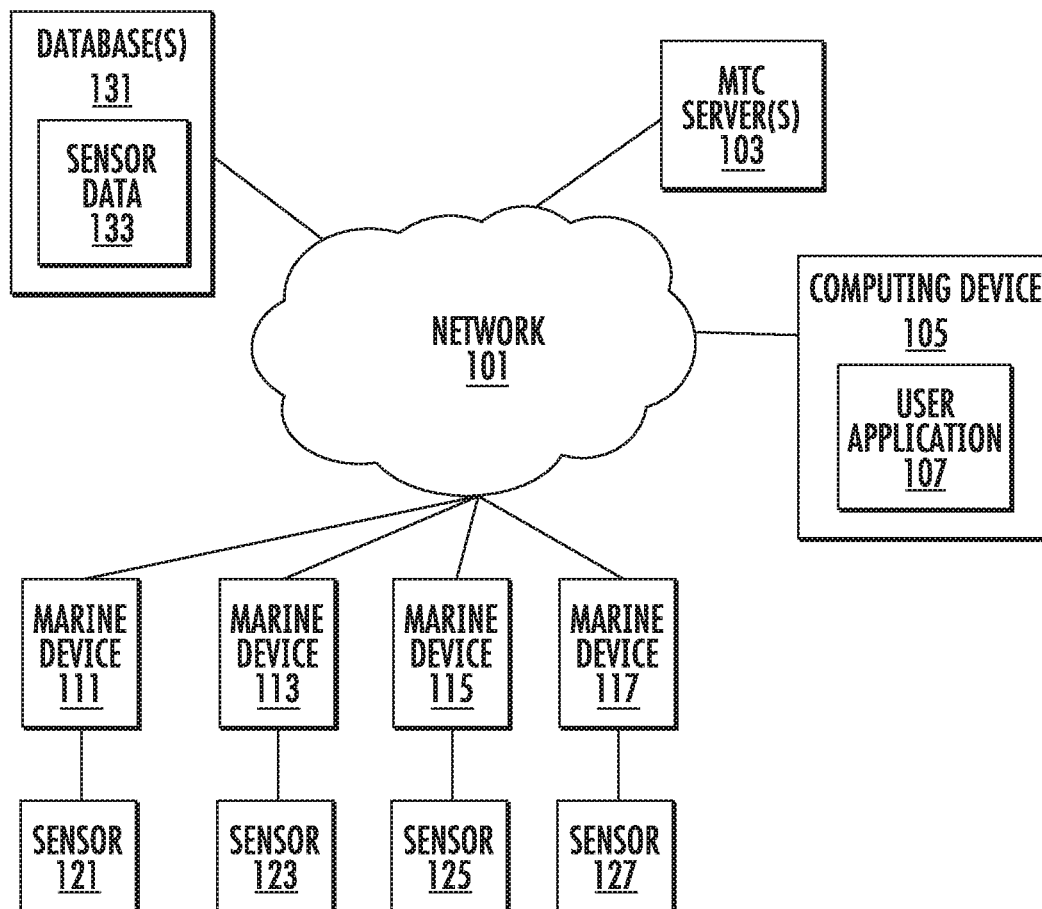 DATABASE(S)
131
SENSOR
DATA
133
MTC
SERVER(S)
103
NETWORK
101
COMPUTING DEVICE
105
USER
APPLICATION
107
MARINE
DEVICE
111
MARINE
DEVICE
113
MARINE
DEVICE
115
MARINE
DEVICE
117
SENSOR
121
SENSOR
123
SENSOR
125
SENSOR
127